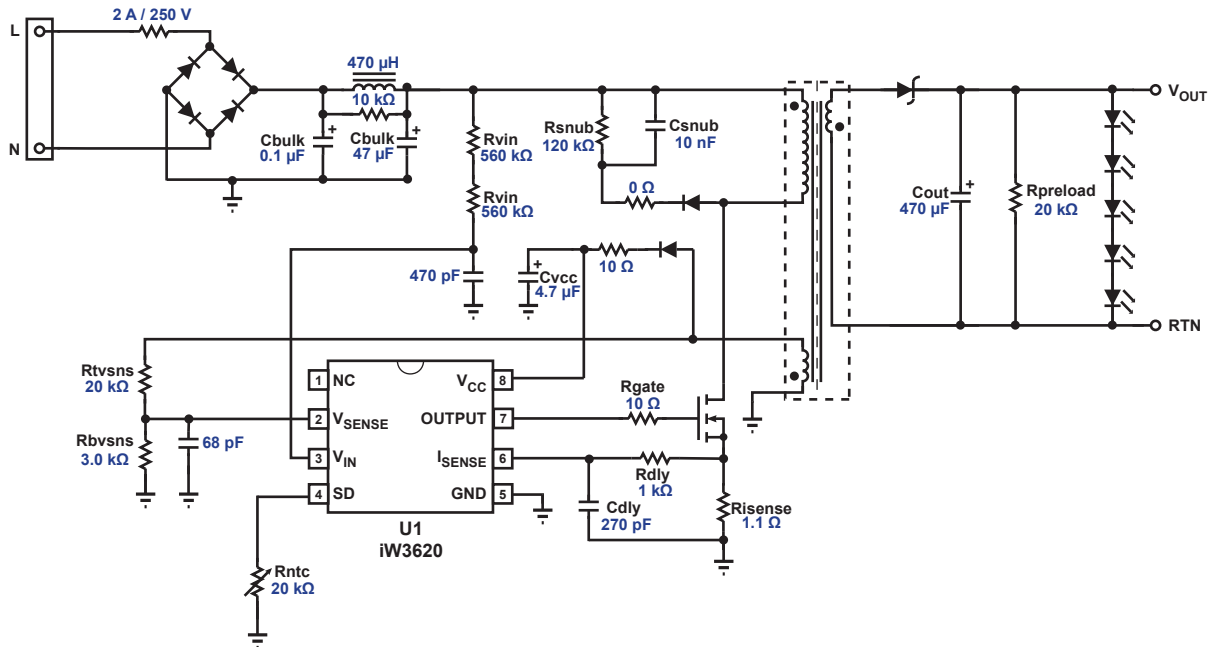 2 A / 250 V
L
N
470 µH
10 kΩ
Cbulk
0.1 µF
Cbulk
47 µF
Rvin
560 kΩ
Rvin
560 kΩ
470 pF
Rsnub
120 kΩ
Csnub
10 nF
0 Ω
Cvcc
4.7 µF
10 Ω
Cout
470 µF
Rpreload
20 kΩ
VOUT
RTN
Rtvsns
20 kΩ
Rbvsns
3.0 kΩ
68 pF
1 NC
2 VSENSE
3 VIN
4 SD
VCC 8
OUTPUT 7
ISENSE 6
GND 5
U1
iW3620
Rgate
10 Ω
Rdly
1 kΩ
Cdly
270 pF
Risense
1.1 Ω
Rntc
20 kΩ